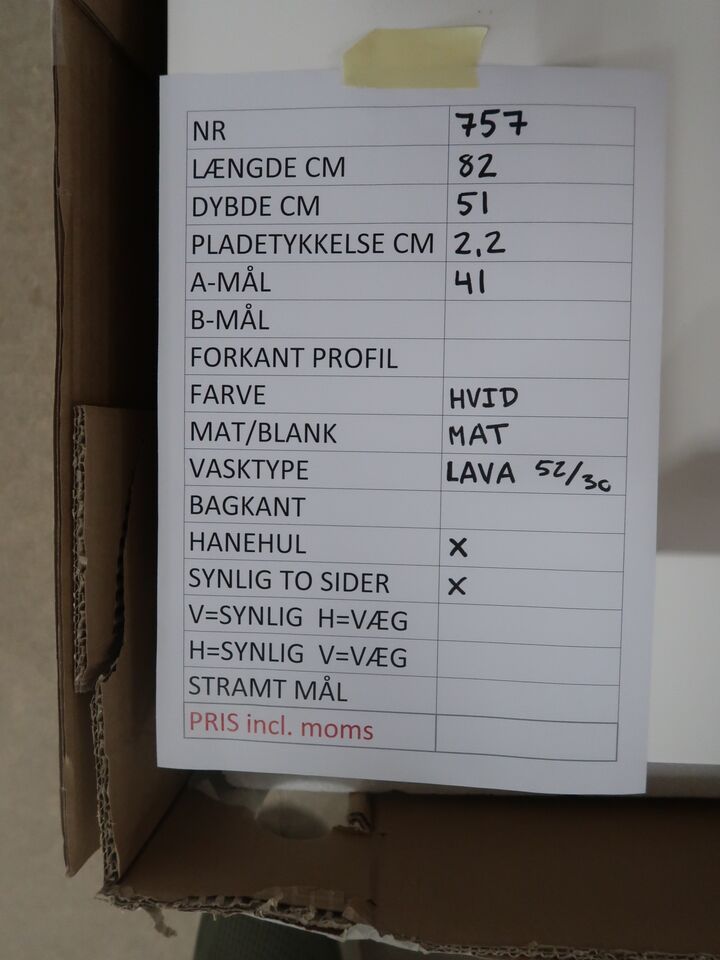 NR 757
LÆNGDE CM 82
DYBDE CM 51
PLADETYKKELSE CM 2,2
A-MÅL 41
B-MÅL
FORKANT PROFIL
FARVE HVID
MAT/BLANK MAT
VASKTYPE LAVA 52/30
BAGKANT
HANEHUL X
SYNLIG TO SIDER X
V=SYNLIG H=VÆG
H=SYNLIG V=VÆG
STRAMT MÅL
PRIS incl. moms